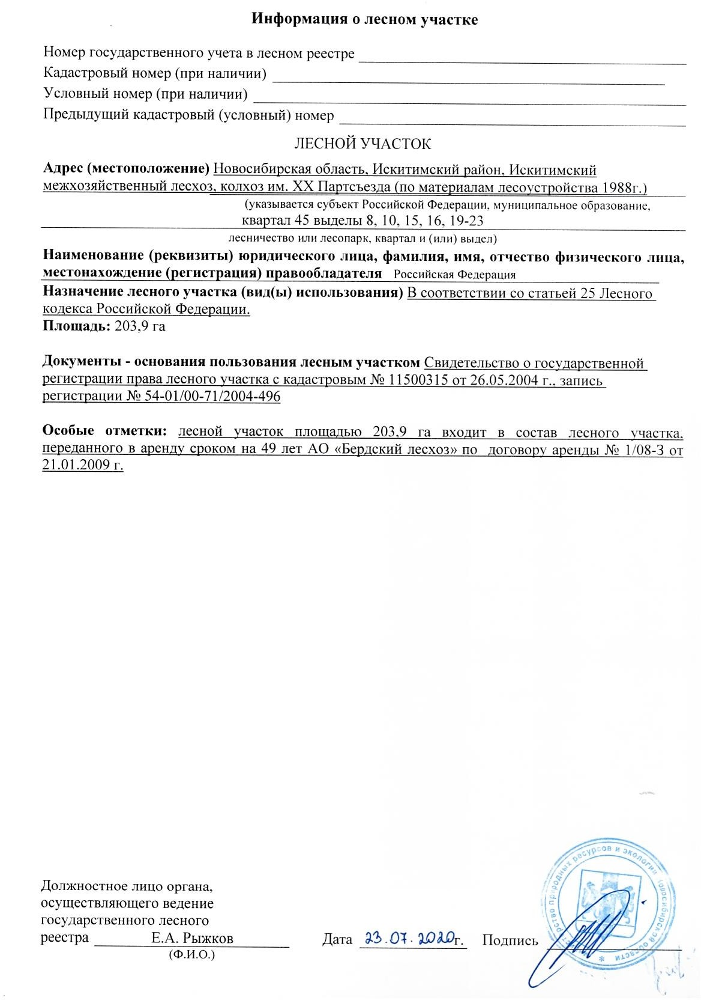 Информация о лесном участке
Номер государственного учета в лесном реестре
Кадастровый номер (при наличии)
Условный номер (при наличии)
Предыдущий кадастровый (условный) номер
ЛЕСНОЙ УЧАСТОК
Адрес (местоположение) Новосибирская область, Искитимский район, Искитимский
межхозяйственный лесхоз, колхоз им. XX Партсъезда (по материалам лесоустройства 1988г.)
(указывается субъект Российской Федерации, муниципальное образование,
квартал 45 выделы 8, 10, 15, 16, 19-23
лесничество или лесопарк, квартал и (или) выдел)
Наименование (реквизиты) юридического лица, фамилия, имя, отчество физического лица,
местонахождение (регистрация) правообладателя Российская Федерация
Назначение лесного участка (вид(ы) использования) В соответствии со статьей 25 Лесного
кодекса Российской Федерации.
Площадь: 203,9 га
Документы - основания пользования лесным участком Свидетельство о государственной
регистрации права лесного участка с кадастровым № 11500315 от 26.05.2004 г., запись
регистрации № 54-01/00-71/2004-496
Особые отметки: лесной участок площадью 203,9 га входит в состав лесного участка,
переданного в аренду сроком на 49 лет АО «Бердский лесхоз» по договору аренды № 1/08-З от
21.01.2009 г.
природных ресурсов и экологии Новосибирской области
Должностное лицо органа,
осуществляющего ведение
государственного лесного
реестра Е.А. Рыжков Дата 23.07.2020г. Подпись
(Ф.И.О.)